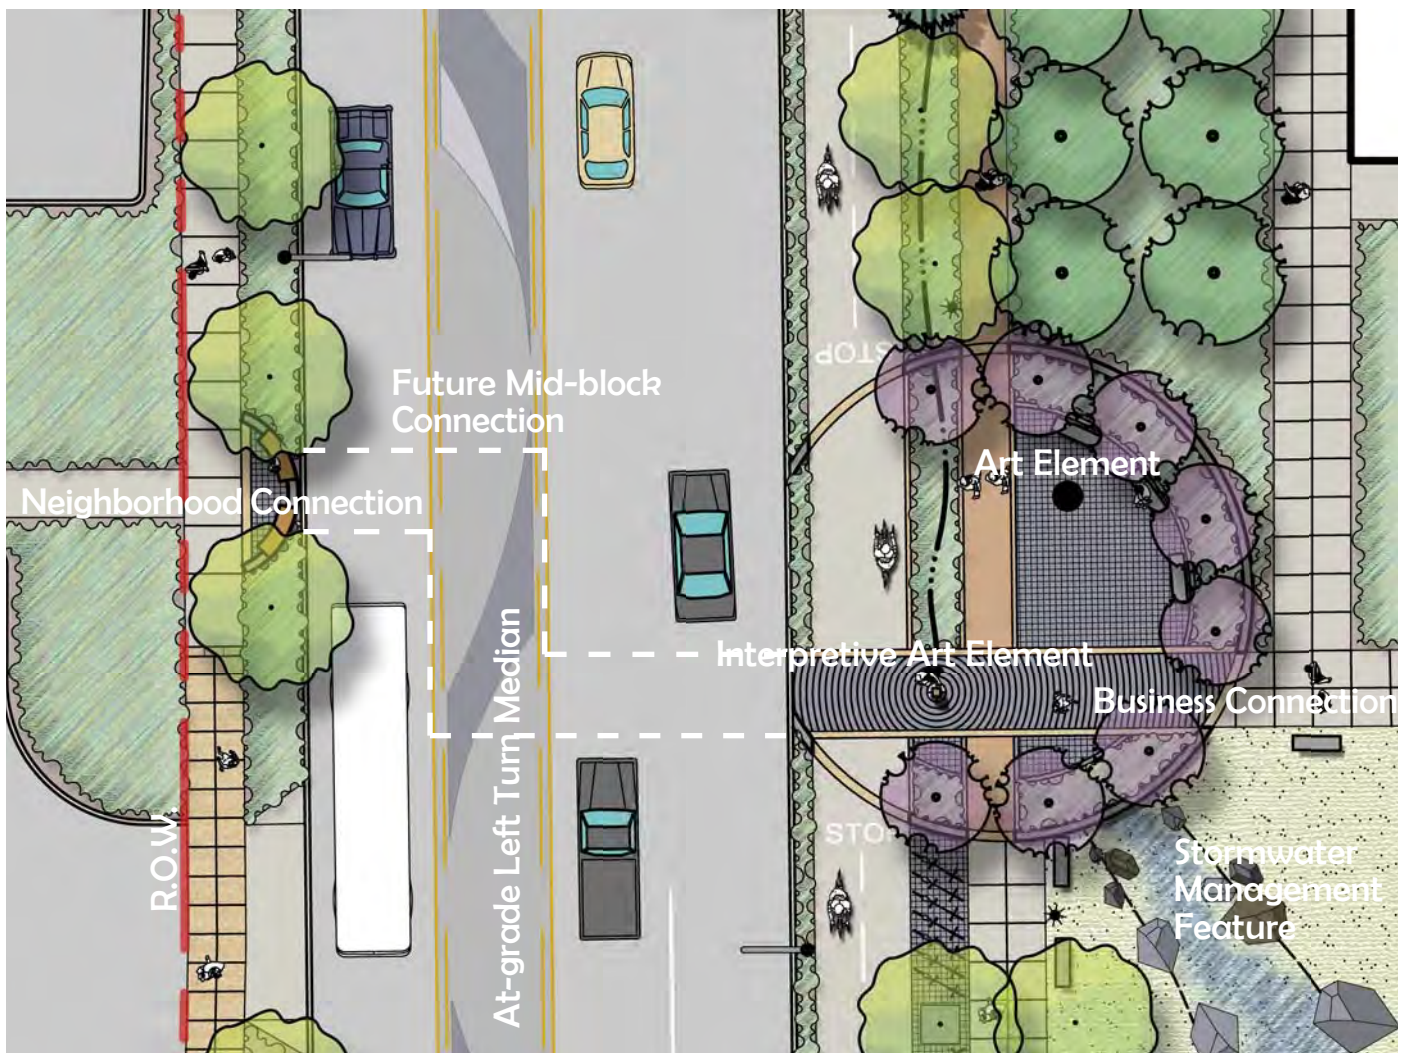 STOP
Future Mid-block
Connection
Art Element
Neighborhood Connection
Interpretive Art Element
Business Connection
At-grade Left Turn Median
R.O.W.
STOP
Stormwater
Management
Feature